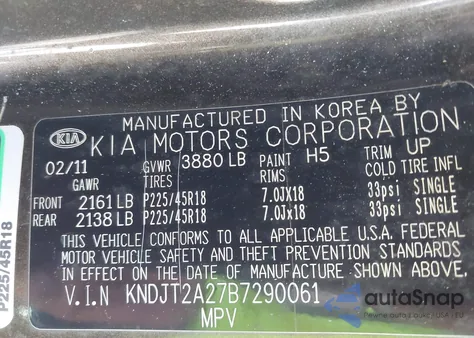 MANUFACTURED IN KOREA BY
KIA KIA MOTORS CORPORATION
02/11 GVWR 3880 LB PAINT H5 TRIM UP
GAWR TIRES RIMS COLD TIRE INFL
FRONT 2161 LB P225/45R18 7.0JX18 33psi SINGLE
REAR 2138 LB P225/45R18 7.0Jx18 33psi SINGLE
THIS VEHICLE CONFORMS TO ALL APPLICABLE U.S.A. FEDERAL
MOTOR VEHICLE SAFETY AND THEFT PREVENTION STANDARDS
IN EFFECT ON THE DATE OF MANUFACTURE SHOWN ABOVE.
V.I.N KNDJT2A27B7290061
MPV
P225/45R18
autoSnap